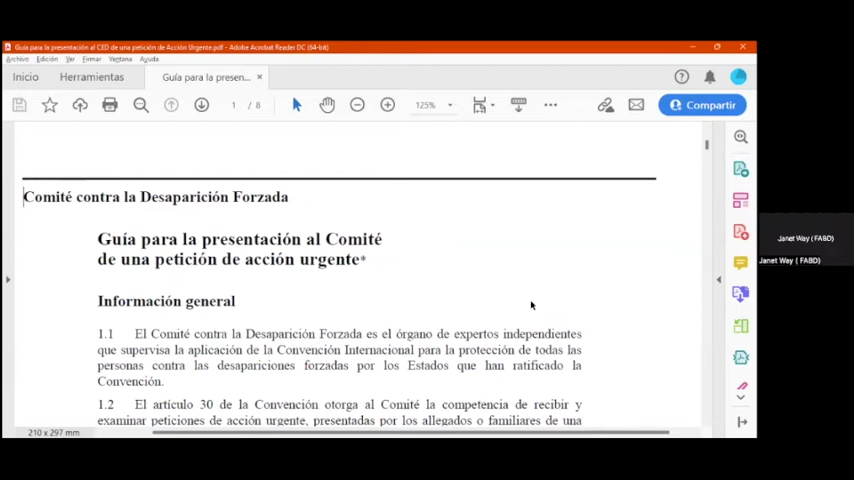 Guía para la presentación al CED de una petición de Acción Urgente.pdf - Adobe Acrobat Reader DC (64-bit)
Archivo Edición Ver Firmar Ventana Ayuda
Inicio Herramientas Guía para la presen... ×
1 / 8 125% Compartir
Comité contra la Desaparición Forzada
Guía para la presentación al Comité
de una petición de acción urgente*
Información general
1.1 El Comité contra la Desaparición Forzada es el órgano de expertos independientes
que supervisa la aplicación de la Convención Internacional para la protección de todas las
personas contra las desapariciones forzadas por los Estados que han ratificado la
Convención.
1.2 El artículo 30 de la Convención otorga al Comité la competencia de recibir y
examinar peticiones de acción urgente, presentadas por los allegados o familiares de una
210 x 297 mm
Janet Way (FABD)
Janet Way ( FABD)